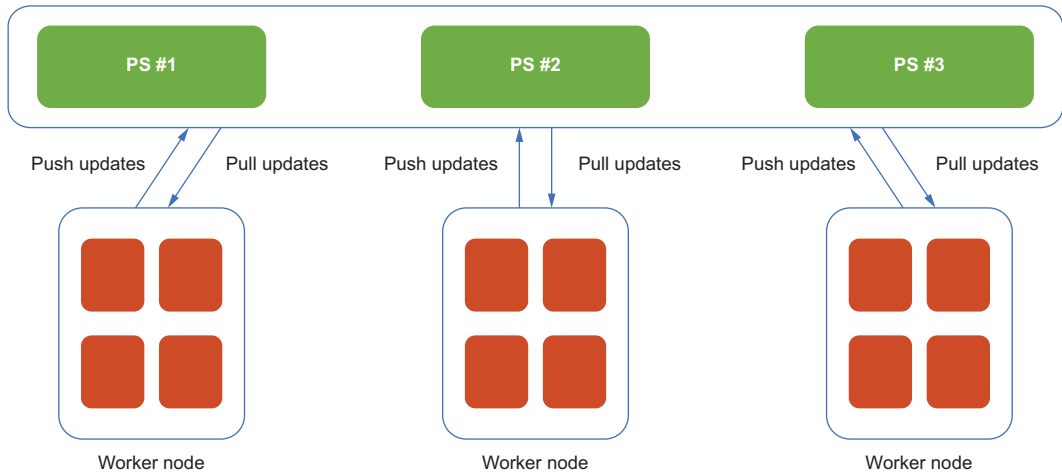 PS #1
PS #2
PS #3
Push updates
Pull updates
Push updates
Pull updates
Push updates
Pull updates
Worker node
Worker node
Worker node